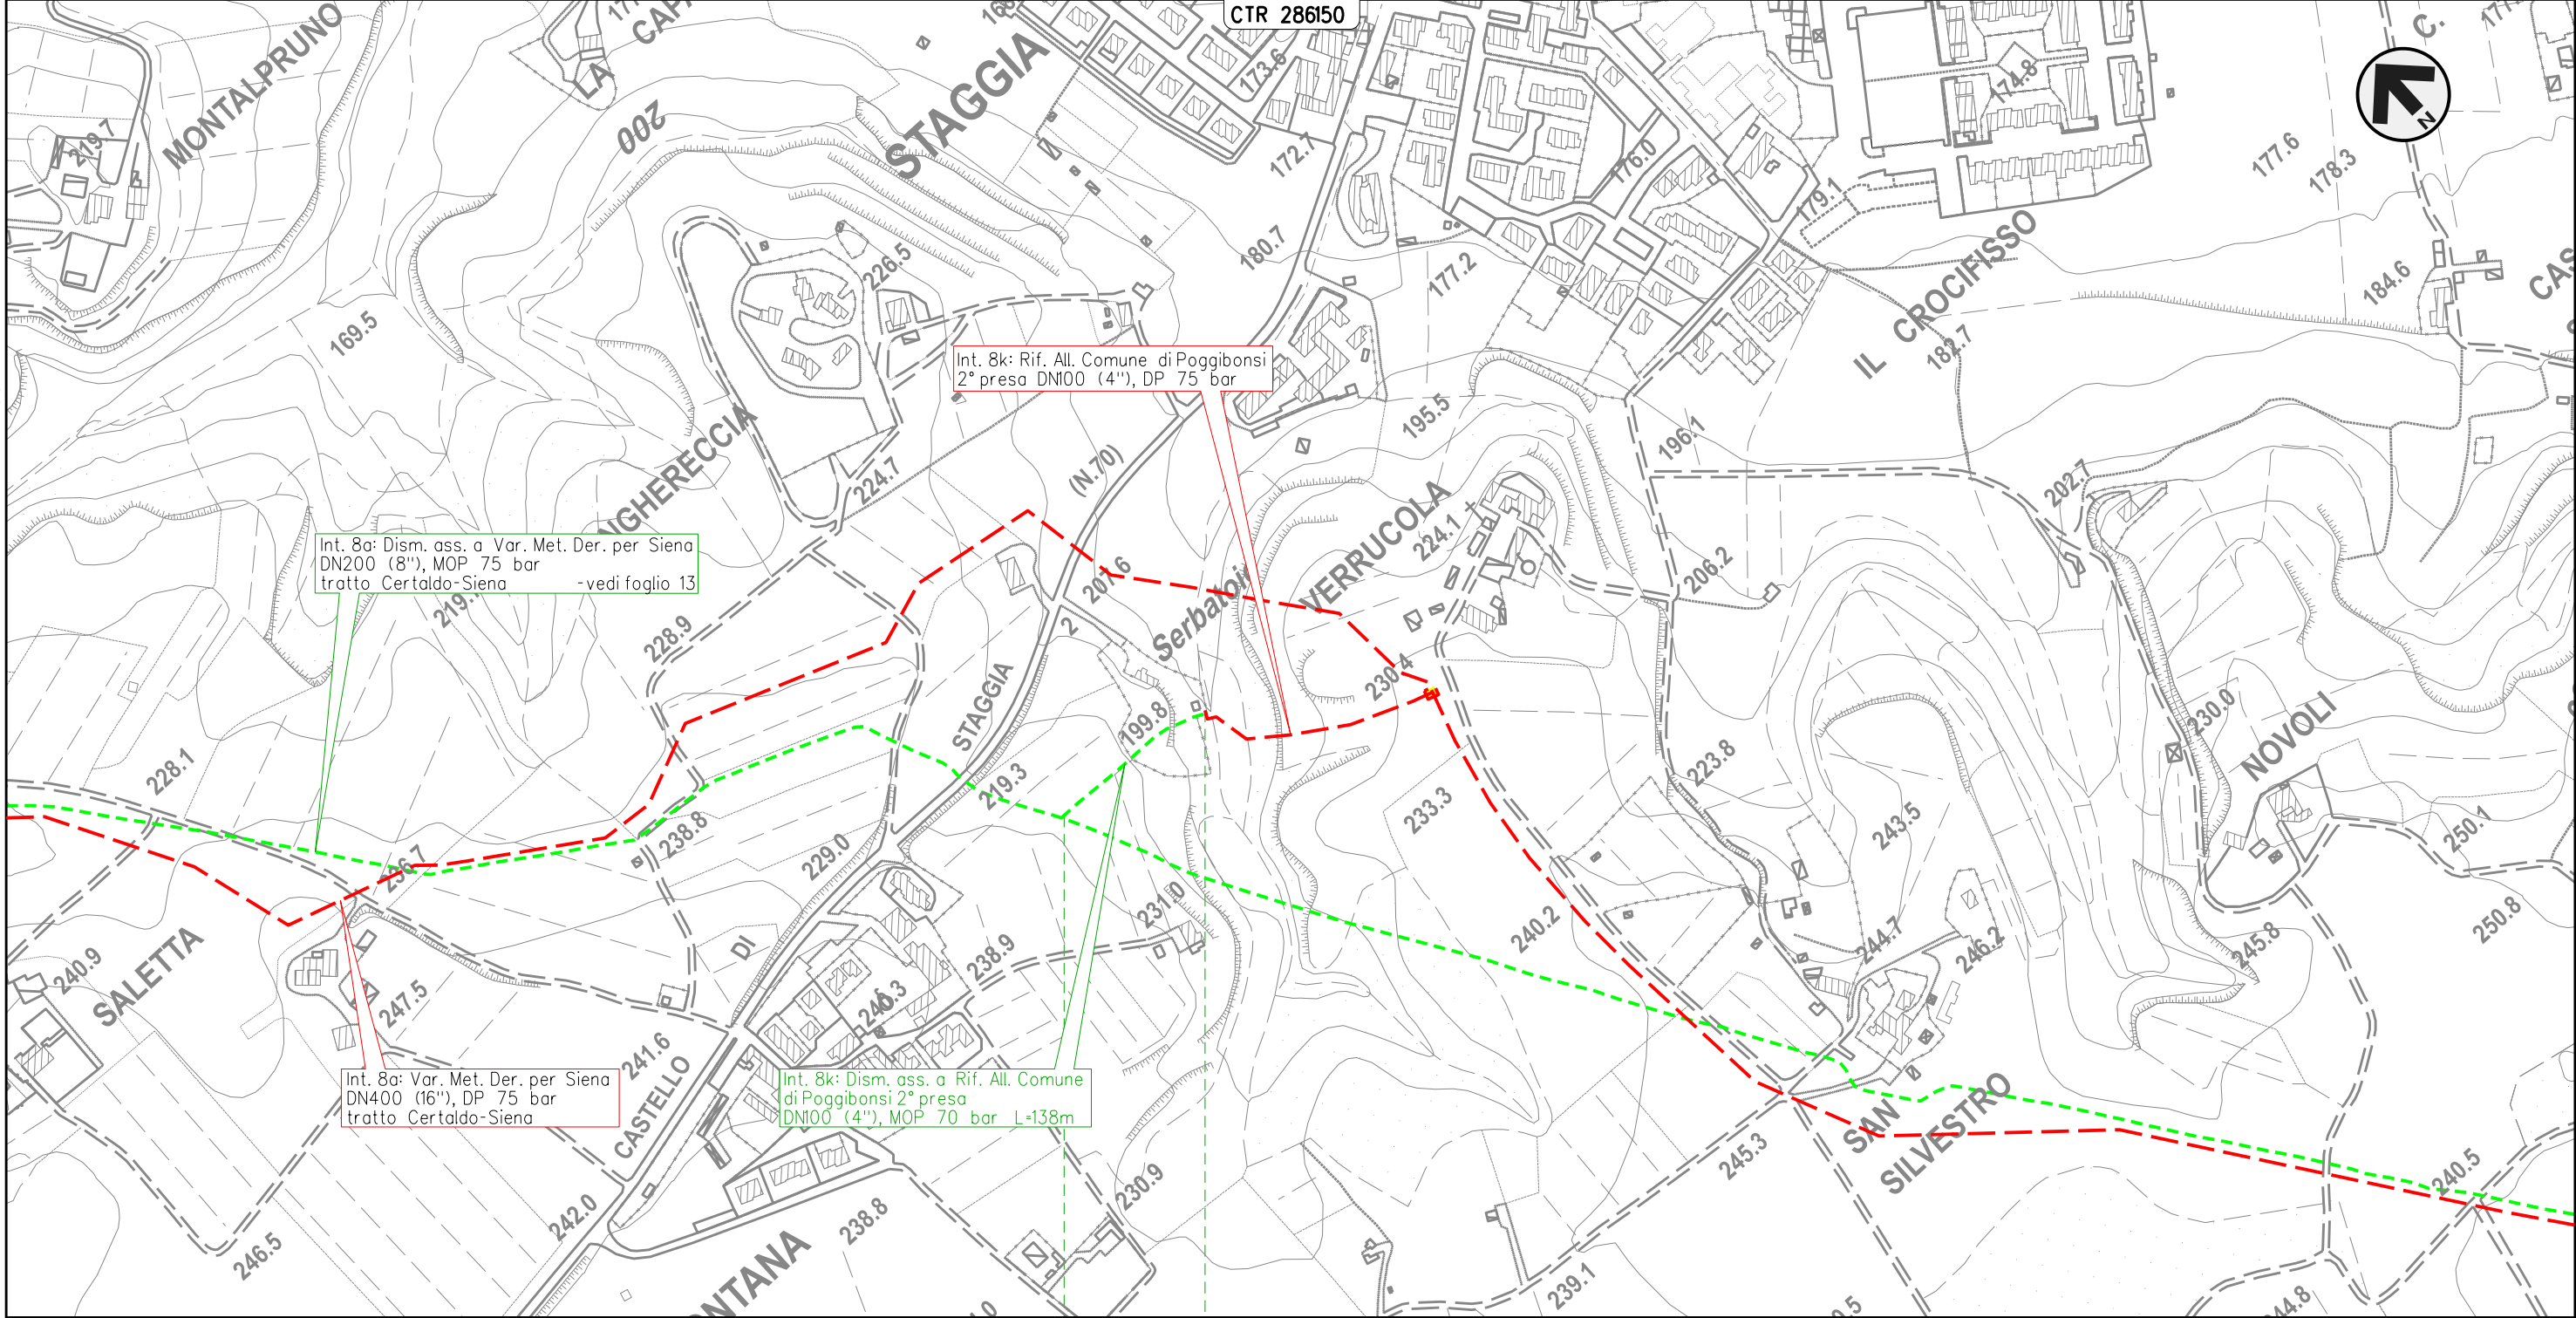 CTR 286150
MONTALPRUNO
219.7
LA
200
STAGGIA
173.6
172.7
180.7
176.0
177.2
179.1
174.8
C.
N
177.6
178.3
184.6
IL CROCIFISSO
182.7
169.5
226.5
224.7
(N.70)
195.5
196.1
202.7
206.2
Int. 8k: Rif. All. Comune di Poggibonsi
2° presa DN100 (4"), DP 75 bar
Int. 8a: Dism. ass. a Var. Met. Der. per Siena
DN200 (8"), MOP 75 bar
tratto Certaldo-Siena -vedi foglio 13
VERRUCOLA
224.1
207.6
2
228.9
230.4
STAGGIA
199.8
219.3
228.1
236.7
238.8
229.0
233.3
223.8
230.0
NOVOLI
243.5
250.1
250.8
245.8
240.2
244.7
246.2
231.0
238.9
DI
240.9
SALETTA
247.5
241.6
CASTELLO
Int. 8a: Var. Met. Der. per Siena
DN400 (16"), DP 75 bar
tratto Certaldo-Siena
Int. 8k: Dism. ass. a Rif. All. Comune
di Poggibonsi 2° presa
DN100 (4"), MOP 70 bar L=138m
SAN
SILVESTRO
245.3
240.5
230.9
242.0
238.8
246.5
239.1